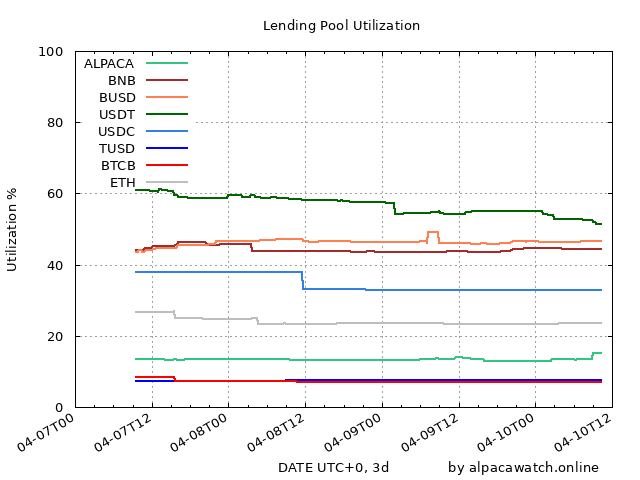 Lending Pool Utilization
100
80
60
40
20
0
Utilization %
ALPACA
BNB
BUSD
USDT
USDC
TUSD
BTCB
ETH
04-07T00
04-07T12
04-08T00
04-08T12
04-09T00
04-09T12
04-10T00
04-10T12
DATE UTC+0, 3d
by alpacawatch.online